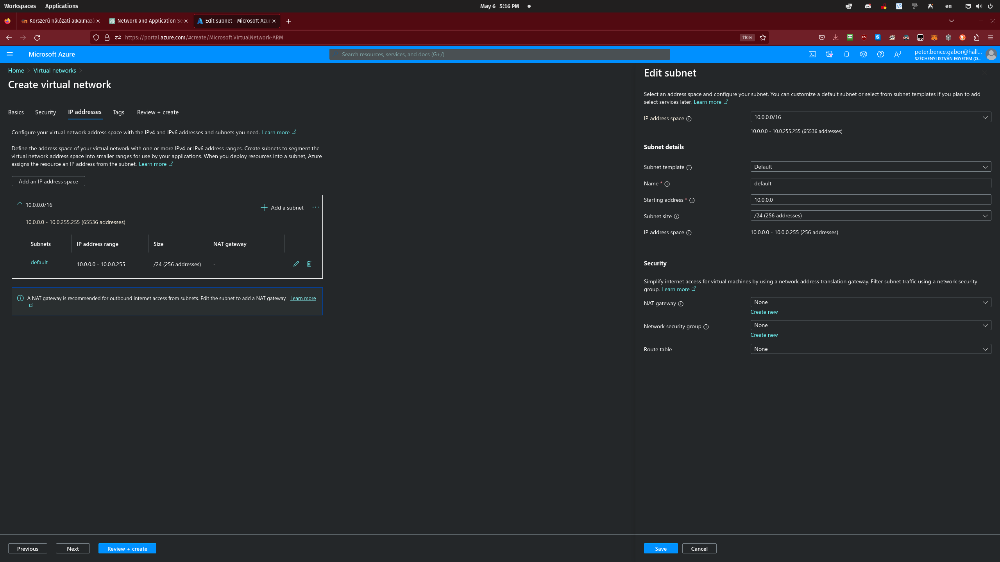 Workspaces Applications May 6 5:16 PM en
Korszerű hálózati alkalmazá Network and Application Se Edit subnet - Microsoft Azur
https://portal.azure.com/#create/Microsoft.VirtualNetwork-ARM 110%
Microsoft Azure Search resources, services, and docs (G+/) peter.bence.gabor@hall...
SZÉCHENYI ISTVÁN EGYETEM (O...
Home Virtual networks
Create virtual network
Basics Security IP addresses Tags Review + create
Configure your virtual network address space with the IPv4 and IPv6 addresses and subnets you need. Learn more
Define the address space of your virtual network with one or more IPv4 or IPv6 address ranges. Create subnets to segment the
virtual network address space into smaller ranges for use by your applications. When you deploy resources into a subnet, Azure
assigns the resource an IP address from the subnet. Learn more
Add an IP address space
10.0.0.0/16 Add a subnet
10.0.0.0 - 10.0.255.255 (65536 addresses)
Subnets IP address range Size NAT gateway
default 10.0.0.0 - 10.0.0.255 /24 (256 addresses) -
A NAT gateway is recommended for outbound internet access from subnets. Edit the subnet to add a NAT gateway. Learn more
Previous Next Review + create
Edit subnet
Select an address space and configure your subnet. You can customize a default subnet or select from subnet templates if you plan to add
select services later. Learn more
IP address space 10.0.0.0/16
10.0.0.0 - 10.0.255.255 (65536 addresses)
Subnet details
Subnet template Default
Name * default
Starting address * 10.0.0.0
Subnet size /24 (256 addresses)
IP address space 10.0.0.0 - 10.0.0.255 (256 addresses)
Security
Simplify internet access for virtual machines by using a network address translation gateway. Filter subnet traffic using a network security
group. Learn more
NAT gateway None
Create new
Network security group None
Create new
Route table None
Save Cancel